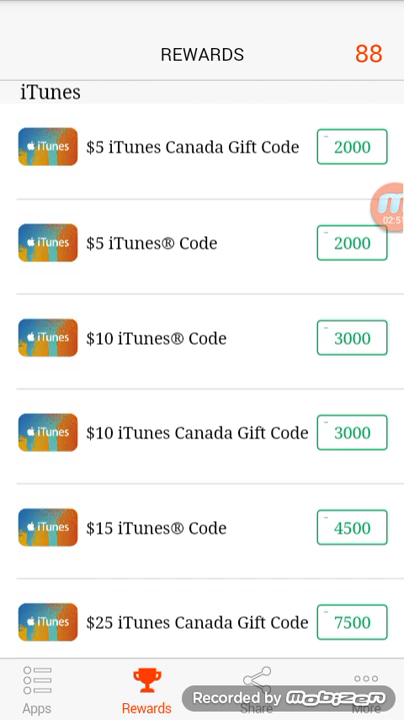 REWARDS 88
iTunes
iTunes $5 iTunes Canada Gift Code 2000
02:51
iTunes $5 iTunes® Code 2000
iTunes $10 iTunes® Code 3000
iTunes $10 iTunes Canada Gift Code 3000
iTunes $15 iTunes® Code 4500
iTunes $25 iTunes Canada Gift Code 7500
Recorded by mobizen
Apps Rewards Share More